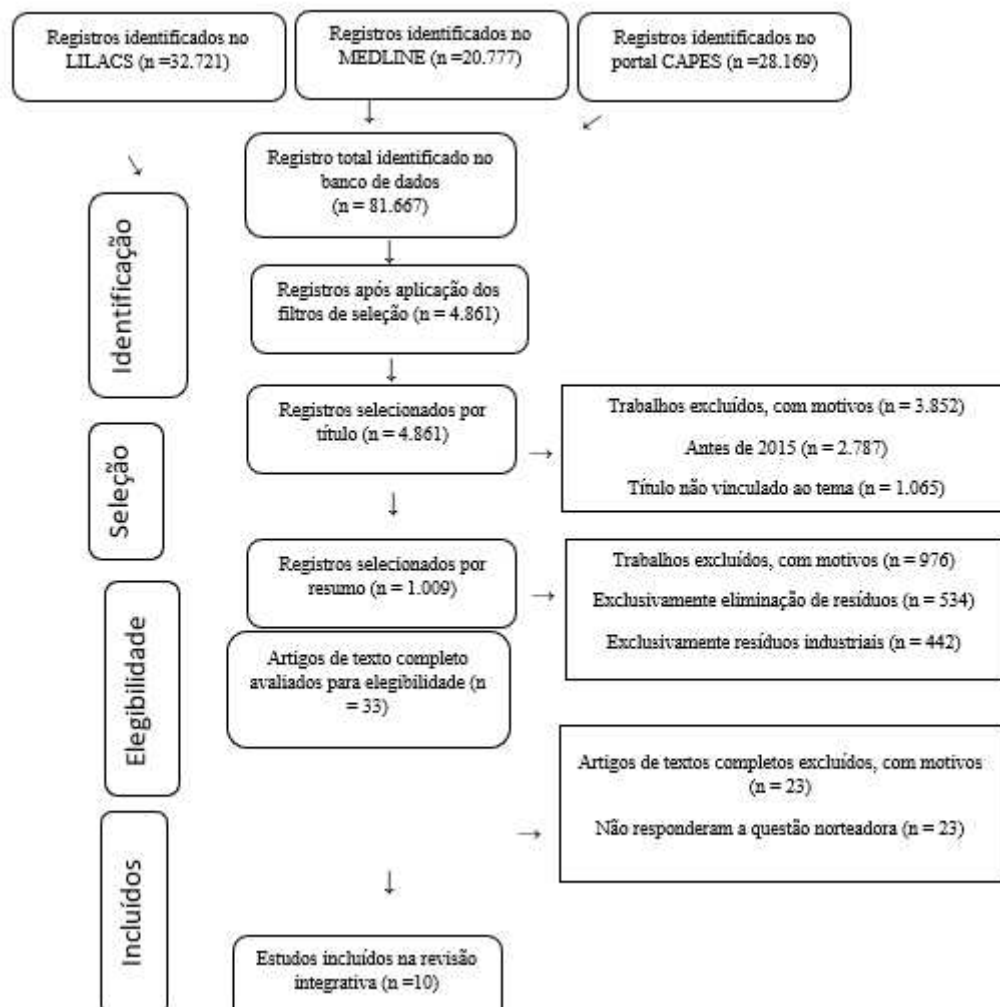 Registros identificados no
LILACS (n =32.721)
Registros identificados no
MEDLINE (n =20.777)
Registros identificados no
portal CAPES (n =28.169)
Registro total identificado no
banco de dados
(n = 81.667)
Identificação
Registros após aplicação dos
filtros de seleção (n = 4.861)
Registros selecionados por
título (n = 4.861)
Trabalhos excluídos, com motivos (n = 3.852)
Antes de 2015 (n = 2.787)
Título não vinculado ao tema (n = 1.065)
Seleção
Registros selecionados por
resumo (n = 1.009)
Trabalhos excluídos, com motivos (n = 976)
Exclusivamente eliminação de resíduos (n = 534)
Exclusivamente resíduos industriais (n = 442)
Elegibilidade
Artigos de texto completo
avaliados para elegibilidade (n
= 33)
Artigos de textos completos excluídos, com motivos
(n = 23)
Não responderam a questão norteadora (n = 23)
Incluídos
Estudos incluídos na revisão
integrativa (n =10)